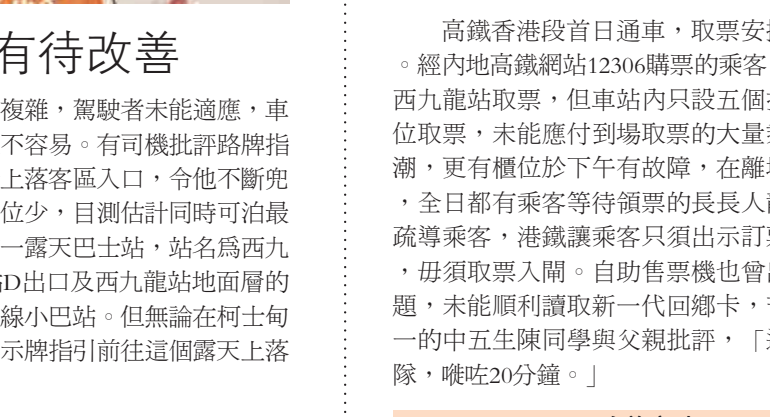 有待改善
複雜，駕駛者未能適應，車
不容易。有司機批評路牌指
上落客區入口，令他不斷兜
位少，目測估計同時可泊最
一露天巴士站，站名為西九
D出口及西九龍站地面層的
線小巴站。但無論在柯士甸
示牌指引前往這個露天上落
高鐵香港段首日通車，取票安
。經內地高鐵網站12306購票的乘客
西九龍站取票，但車站內只設五個
位取票，未能應付到場取票的大量
潮，更有櫃位於下午有故障，在離
，全日都有乘客等待領票的長長人
疏導乘客，港鐵讓乘客只須出示訂
，毋須取票入閘。自助售票機也曾
題，未能順利讀取新一代回鄉卡，
一的中五生陳同學與父親批評，「
隊，嘥咗20分鐘。」